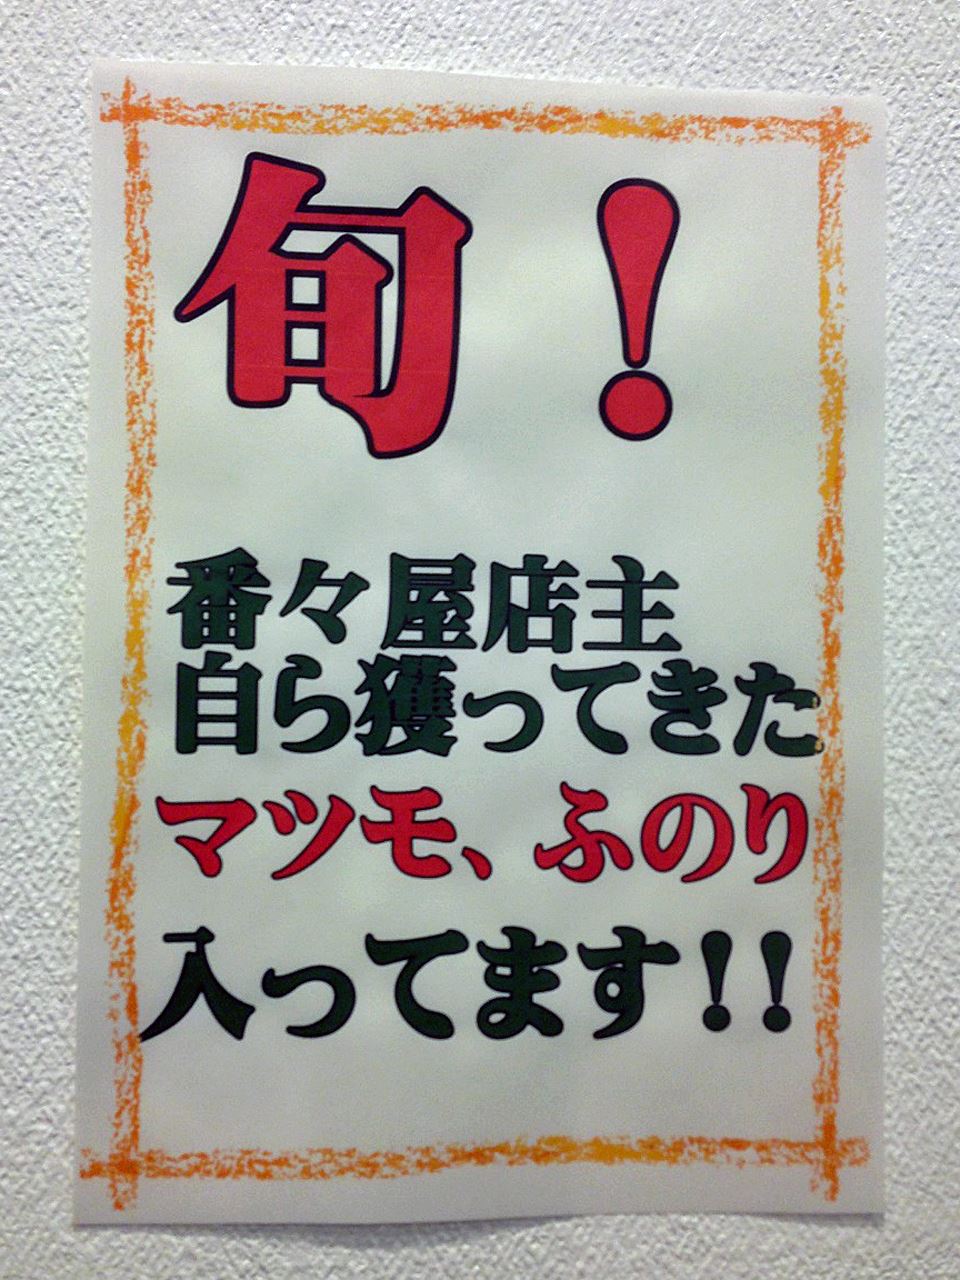 旬！
番々屋店主
自ら獲ってきた
マツモ、ふのり
入ってます！！